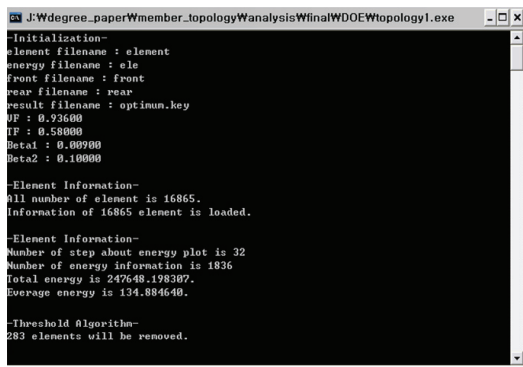 J:₩degree_paper₩member_topology₩analysis₩final₩DOE₩topology1.exe
-Initialization-
element filename : element
energy filename : ele
front filename : front
rear filename : rear
result filename : optimum.key
VF : 0.93600
TF : 0.58000
Beta1 : 0.00900
Beta2 : 0.10000
-Element Information-
All number of element is 16865.
Information of 16865 element is loaded.
-Element Information-
Number of step about energy plot is 32
Number of energy information is 1836
Total energy is 247648.198307.
Everage energy is 134.884640.
-Threshold Algorithm-
283 elements will be removed.